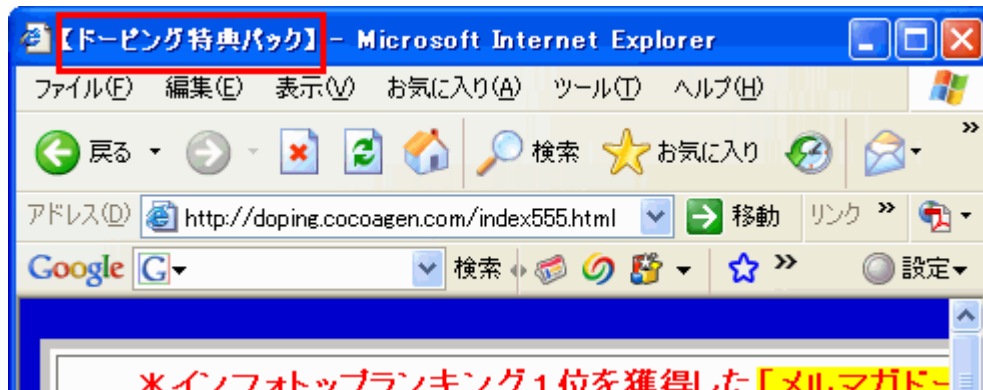 【ドーピング特典パック】 - Microsoft Internet Explorer
ファイル(F) 編集(E) 表示(V) お気に入り(A) ツール(T) ヘルプ(H)
戻る 検索 お気に入り »
アドレス(D) http://doping.cocoagen.com/index555.html 移動 リンク »
Google G 検索 » 設定
*インフォトップランキング1位を獲得した「メルマガドー